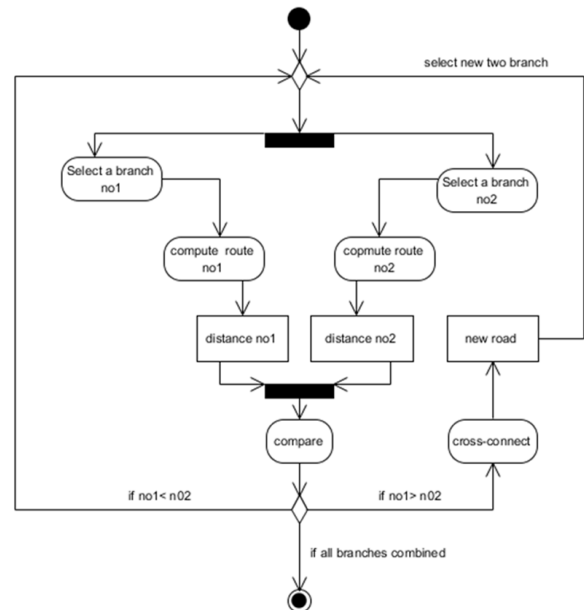 select new two branch
Select a branch
no1
Select a branch
no2
compute route
no1
copmute route
no2
distance no1
distance no2
new road
compare
cross-connect
if no1< n02
if no1> n02
if all branches combined